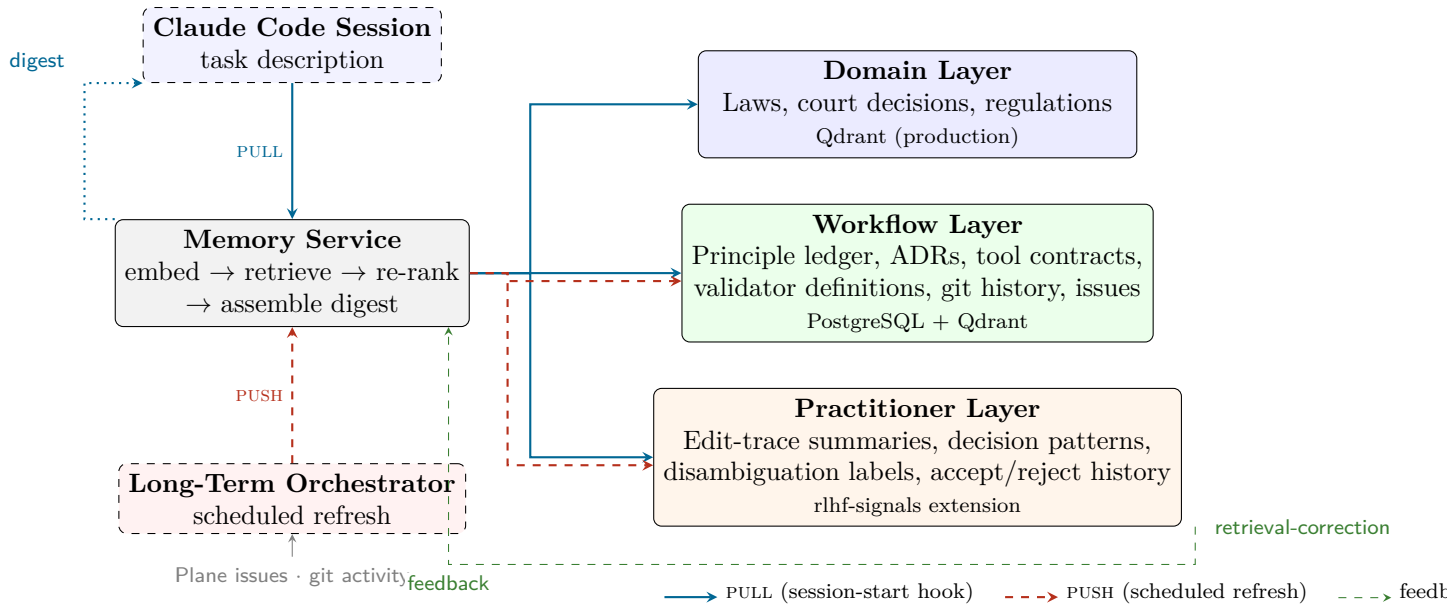 Claude Code Session
task description
digest
PULL
Memory Service
embed → retrieve → re-rank
→ assemble digest
PUSH
Long-Term Orchestrator
scheduled refresh
Plane issues · git activity
feedback
Domain Layer
Laws, court decisions, regulations
Qdrant (production)
Workflow Layer
Principle ledger, ADRs, tool contracts,
validator definitions, git history, issues
PostgreSQL + Qdrant
Practitioner Layer
Edit-trace summaries, decision patterns,
disambiguation labels, accept/reject history
rlhf-signals extension
retrieval-correction
PULL (session-start hook)
PUSH (scheduled refresh)